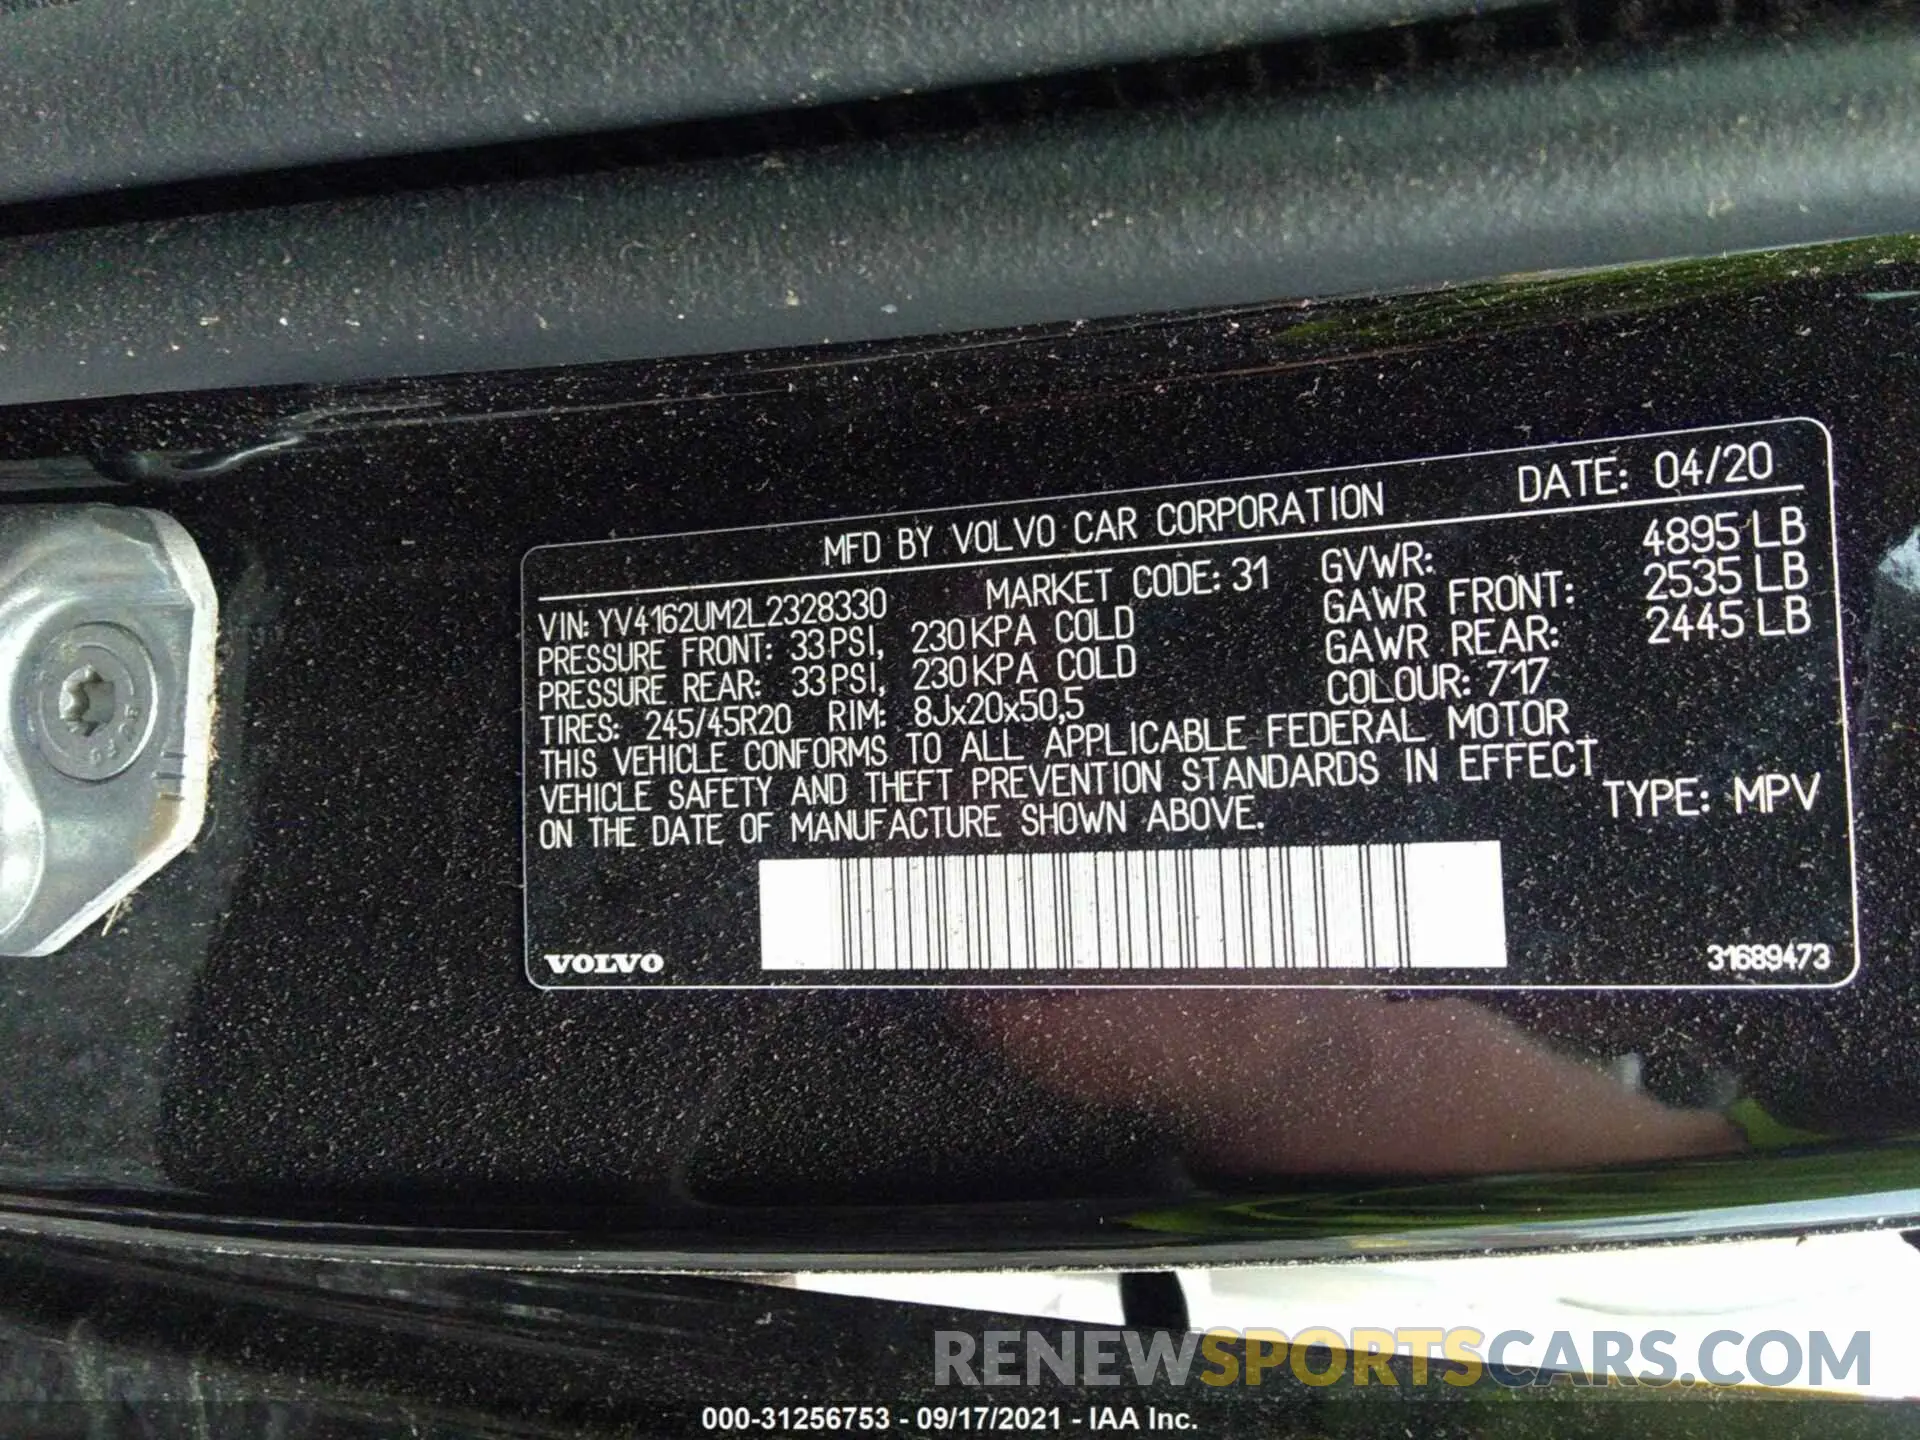 MFD BY VOLVO CAR CORPORATION DATE: 04/20
VIN: YV4162UM2L2328330 MARKET CODE: 31 GVWR: 4895 LB
PRESSURE FRONT: 33 PSI, 230 KPA COLD GAWR FRONT: 2535 LB
PRESSURE REAR: 33 PSI, 230 KPA COLD GAWR REAR: 2445 LB
TIRES: 245/45R20 RIM: 8Jx20x50,5 COLOUR: 717
THIS VEHICLE CONFORMS TO ALL APPLICABLE FEDERAL MOTOR
VEHICLE SAFETY AND THEFT PREVENTION STANDARDS IN EFFECT
ON THE DATE OF MANUFACTURE SHOWN ABOVE. TYPE: MPV
VOLVO 31689473
RENEWSPORTSCARS.COM
000-31256753 - 09/17/2021 - IAA Inc.